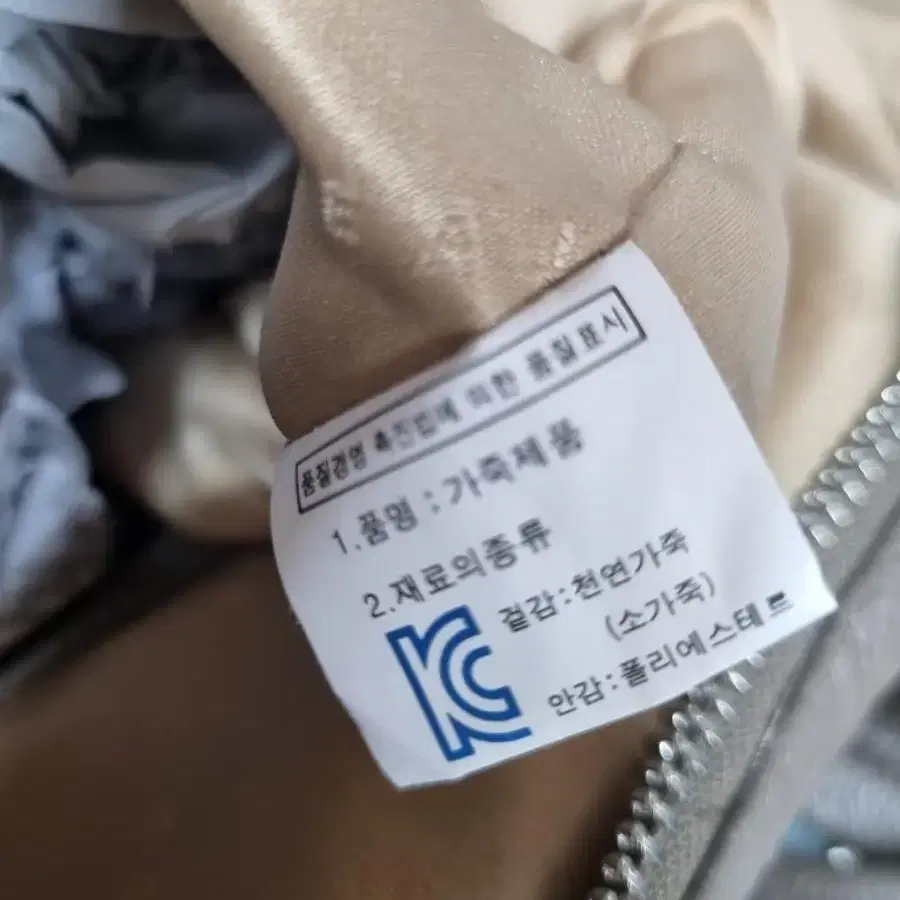 품질경영 촉진법에 의한 품질표시
1.품명 : 가죽제품
2.재료의종류
겉감:천연가죽
(소가죽)
안감:폴리에스테르
KC